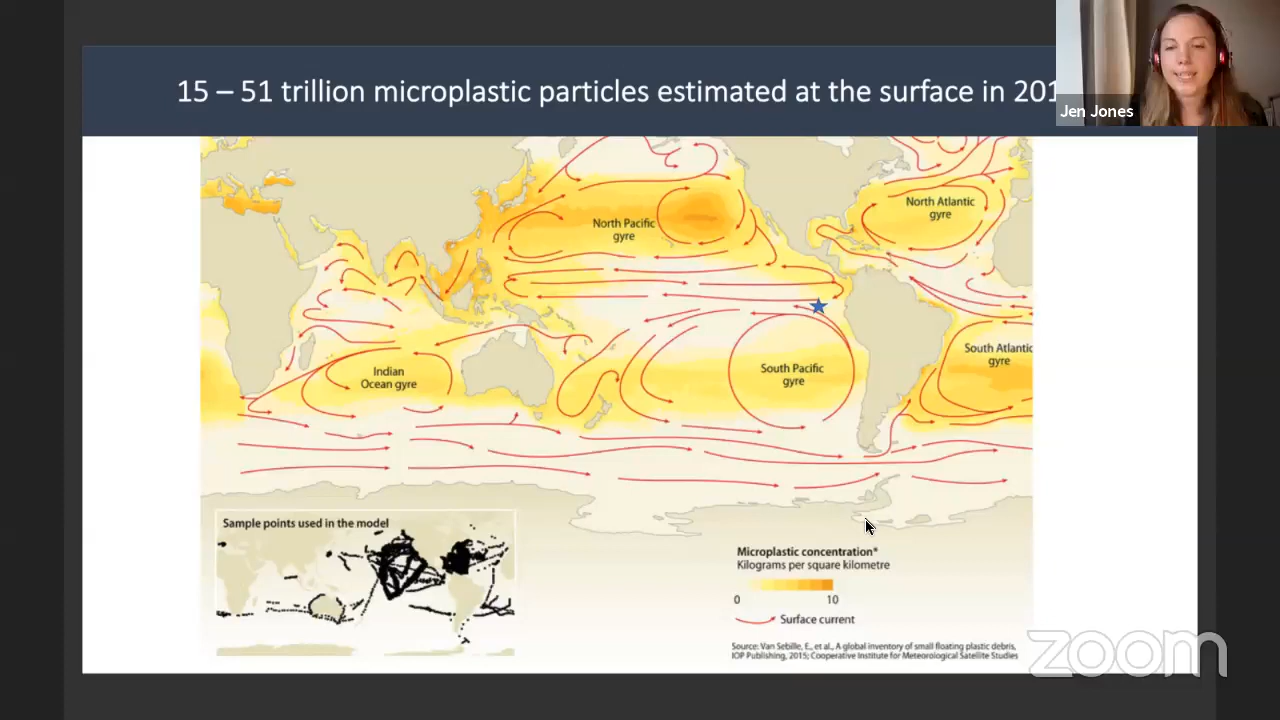 15 – 51 trillion microplastic particles estimated at the surface in 201
Jen Jones
North Pacific
gyre
North Atlantic
gyre
Indian
Ocean gyre
South Pacific
gyre
South Atlantic
gyre
Sample points used in the model
Microplastic concentration*
Kilograms per square kilometre
0 10
Surface current
Source: Van Sebille, E., et al., A global inventory of small floating plastic debris,
IOP Publishing, 2015; Cooperative Institute for Meteorological Satellite Studies
zoom